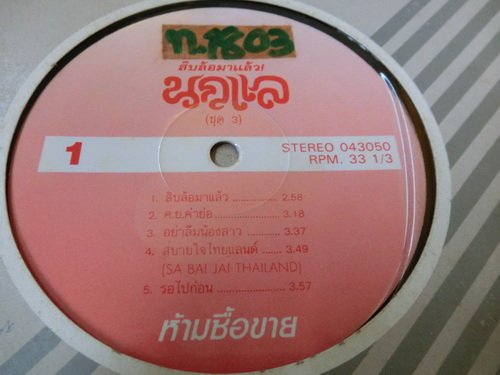 ท.1803
สิบล้อมาแล้ว!
นกแล
(ชุด 3)
1
STEREO 043050
RPM. 33 1/3
1. สิบล้อมาแล้ว ............ 2.58
2. ศ.ย.คำย่อ .................. 3.18
3. อย่าลืมน้องสาว ........... 3.37
4. สบายใจไทยแลนด์ ....... 3.49
(SA BAI JAI THAILAND)
5. รอไปก่อน .................... 3.57
ห้ามซื้อขาย